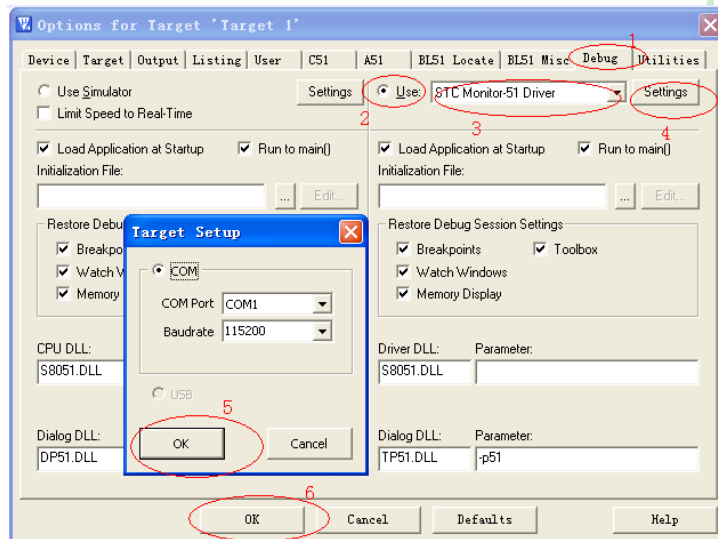 Options for Target 'Target 1'
1
Device Target Output Listing User C51 A51 BL51 Locate BL51 Misc Debug Utilities
Use Simulator Settings Use: STC Monitor-51 Driver Settings
Limit Speed to Real-Time 2 3 4
Load Application at Startup Run to main() Load Application at Startup Run to main()
Initialization File: Initialization File:
... Edit... ... Edit...
Restore Debu Restore Debug Session Settings
Breakpo Breakpoints Toolbox
Watch W Watch Windows
Memory Memory Display
Target Setup
COM
COM Port COM1
Baudrate 115200
USB
5
OK Cancel
CPU DLL: Driver DLL: Parameter:
S8051.DLL S8051.DLL
Dialog DLL: Dialog DLL: Parameter:
DP51.DLL TP51.DLL -p51
6
OK Cancel Defaults Help